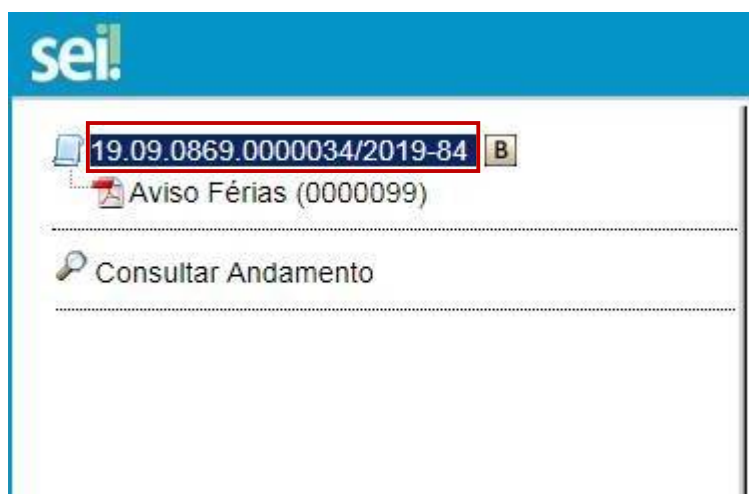 sei!
19.09.0869.0000034/2019-84 B
Aviso Férias (0000099)
Consultar Andamento